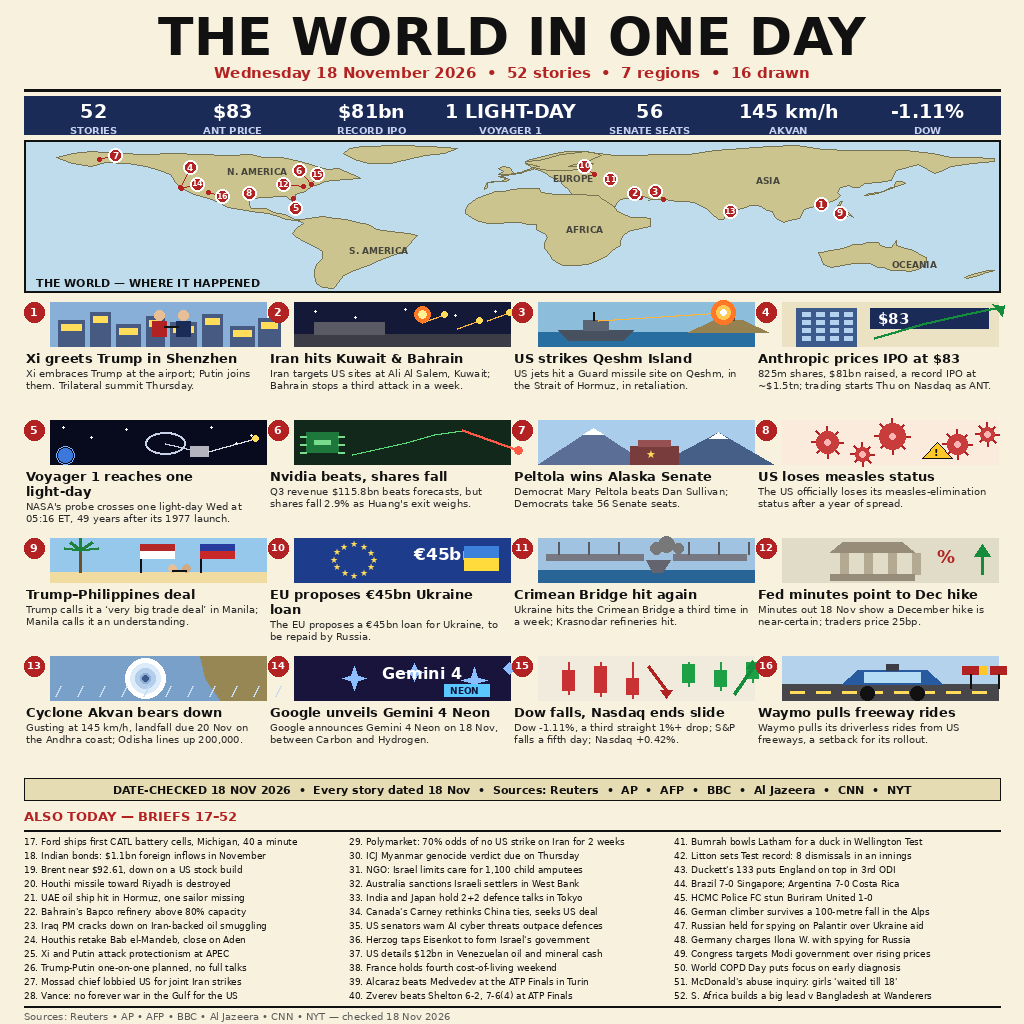 THE WORLD IN ONE DAY
Wednesday 18 November 2026 • 52 stories • 7 regions • 16 drawn
52
STORIES
$83
ANT PRICE
$81bn
RECORD IPO
1 LIGHT-DAY
VOYAGER 1
56
SENATE SEATS
145 km/h
AKVAN
-1.11%
DOW
7
4
N. AMERICA
6
15
14
12
16
8
5
S. AMERICA
10
EUROPE
11
2
3
AFRICA
ASIA
13
1
9
OCEANIA
THE WORLD — WHERE IT HAPPENED
1
Xi greets Trump in Shenzhen
Xi embraces Trump at the airport; Putin joins
them. Trilateral summit Thursday.
2
Iran hits Kuwait & Bahrain
Iran targets US sites at Ali Al Salem, Kuwait;
Bahrain stops a third attack in a week.
3
US strikes Qeshm Island
US jets hit a Guard missile site on Qeshm, in
the Strait of Hormuz, in retaliation.
4
$83
Anthropic prices IPO at $83
825m shares, $81bn raised, a record IPO at
~$1.5tn; trading starts Thu on Nasdaq as ANT.
5
Voyager 1 reaches one
light-day
NASA's probe crosses one light-day Wed at
05:16 ET, 49 years after its 1977 launch.
6
Nvidia beats, shares fall
Q3 revenue $115.8bn beats forecasts, but
shares fall 2.9% as Huang's exit weighs.
7
Peltola wins Alaska Senate
Democrat Mary Peltola beats Dan Sullivan;
Democrats take 56 Senate seats.
8
!
US loses measles status
The US officially loses its measles-elimination
status after a year of spread.
9
Trump–Philippines deal
Trump calls it a 'very big trade deal' in Manila;
Manila calls it an understanding.
10
€45b
EU proposes €45bn Ukraine
loan
The EU proposes a €45bn loan for Ukraine, to
be repaid by Russia.
11
Crimean Bridge hit again
Ukraine hits the Crimean Bridge a third time in
a week; Krasnodar refineries hit.
12
%
Fed minutes point to Dec hike
Minutes out 18 Nov show a December hike is
near-certain; traders price 25bp.
13
Cyclone Akvan bears down
Gusting at 145 km/h, landfall due 20 Nov on
the Andhra coast; Odisha lines up 200,000.
14
Gemini 4
NEON
Google unveils Gemini 4 Neon
Google announces Gemini 4 Neon on 18 Nov,
between Carbon and Hydrogen.
15
Dow falls, Nasdaq ends slide
Dow -1.11%, a third straight 1%+ drop; S&P
falls a fifth day; Nasdaq +0.42%.
16
Waymo pulls freeway rides
Waymo pulls its driverless rides from US
freeways, a setback for its rollout.
DATE-CHECKED 18 NOV 2026 • Every story dated 18 Nov • Sources: Reuters • AP • AFP • BBC • Al Jazeera • CNN • NYT
ALSO TODAY — BRIEFS 17–52
17. Ford ships first CATL battery cells, Michigan, 40 a minute
18. Indian bonds: $1.1bn foreign inflows in November
19. Brent near $92.61, down on a US stock build
20. Houthi missile toward Riyadh is destroyed
21. UAE oil ship hit in Hormuz, one sailor missing
22. Bahrain's Bapco refinery above 80% capacity
23. Iraq PM cracks down on Iran-backed oil smuggling
24. Houthis retake Bab el-Mandeb, close on Aden
25. Xi and Putin attack protectionism at APEC
26. Trump-Putin one-on-one planned, no full talks
27. Mossad chief lobbied US for joint Iran strikes
28. Vance: no forever war in the Gulf for the US
29. Polymarket: 70% odds of no US strike on Iran for 2 weeks
30. ICJ Myanmar genocide verdict due on Thursday
31. NGO: Israel limits care for 1,100 child amputees
32. Australia sanctions Israeli settlers in West Bank
33. India and Japan hold 2+2 defence talks in Tokyo
34. Canada's Carney rethinks China ties, seeks US deal
35. US senators warn AI cyber threats outpace defences
36. Herzog taps Eisenkot to form Israel's government
37. US details $12bn in Venezuelan oil and mineral cash
38. France holds fourth cost-of-living weekend
39. Alcaraz beats Medvedev at the ATP Finals in Turin
40. Zverev beats Shelton 6-2, 7-6(4) at ATP Finals
41. Bumrah bowls Latham for a duck in Wellington Test
42. Litton sets Test record: 8 dismissals in an innings
43. Duckett's 133 puts England on top in 3rd ODI
44. Brazil 7-0 Singapore; Argentina 7-0 Costa Rica
45. HCMC Police FC stun Buriram United 1-0
46. German climber survives a 100-metre fall in the Alps
47. Russian held for spying on Palantir over Ukraine aid
48. Germany charges Ilona W. with spying for Russia
49. Congress targets Modi government over rising prices
50. World COPD Day puts focus on early diagnosis
51. McDonald's abuse inquiry: girls 'waited till 18'
52. S. Africa builds a big lead v Bangladesh at Wanderers
Sources: Reuters • AP • AFP • BBC • Al Jazeera • CNN • NYT — checked 18 Nov 2026